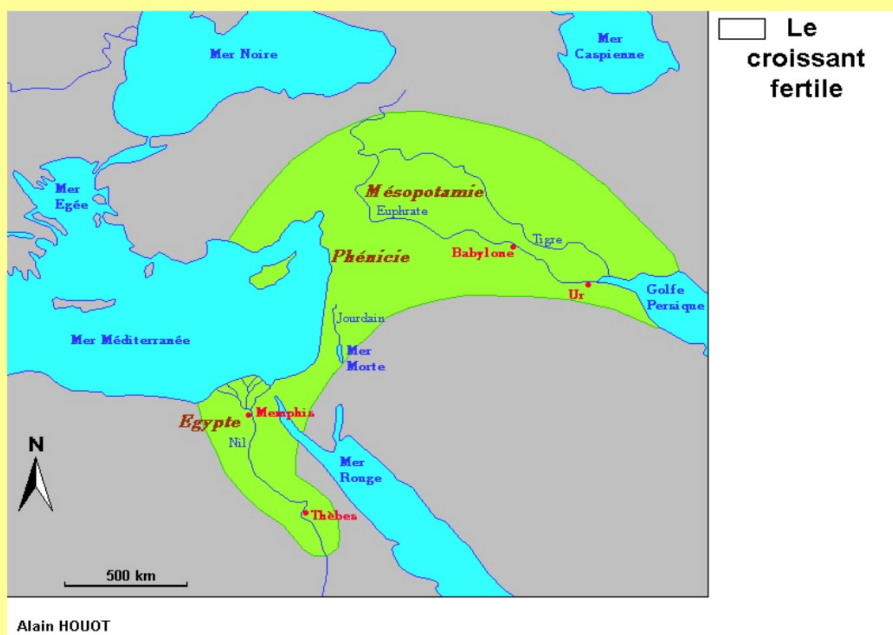 Le
croissant
fertile
Mer Noire
Mer
Caspienne
Mer
Egée
Mésopotamie
Euphrate
Tigre
Babylone
Phénicie
Ur
Golfe
Persique
Jourdain
Mer Méditerranée
Mer
Morte
Egypte
Memphis
Nil
N
Mer
Rouge
Thèbes
500 km
Alain HOUOT